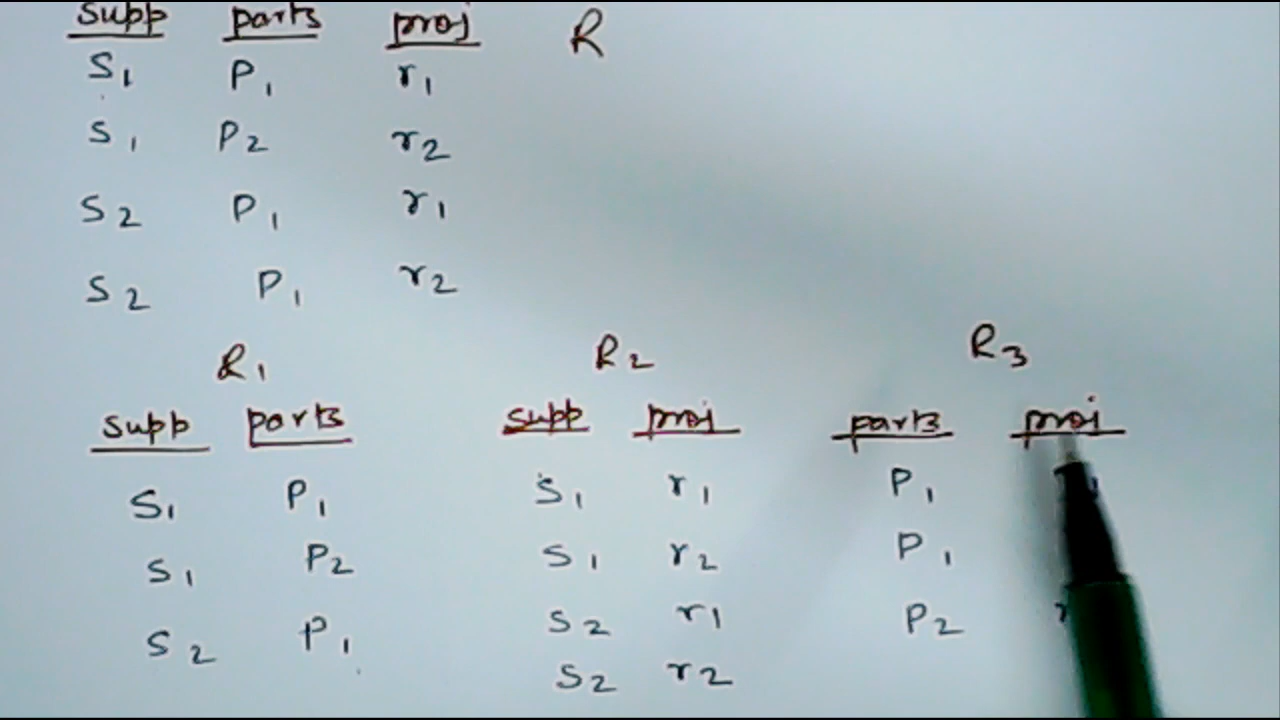 supp parts proj R
S1 P1 r1
S1 P2 r2
S2 P1 r1
S2 P1 r2
R1 R2 R3
supp parts supp proj parts proj
S1 P1 S1 r1 P1
S1 P2 S1 r2 P1
S2 P1 S2 r1 P2
S2 r2